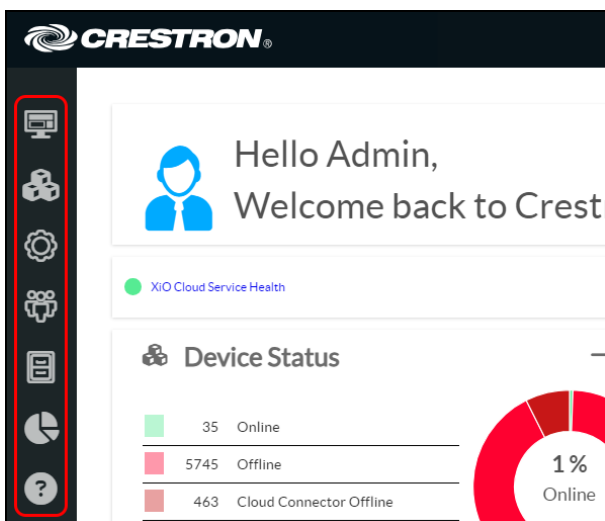 CRESTRON®
Hello Admin,
Welcome back to Crest
XiO Cloud Service Health
Device Status
35 Online
5745 Offline
463 Cloud Connector Offline
1%
Online
?